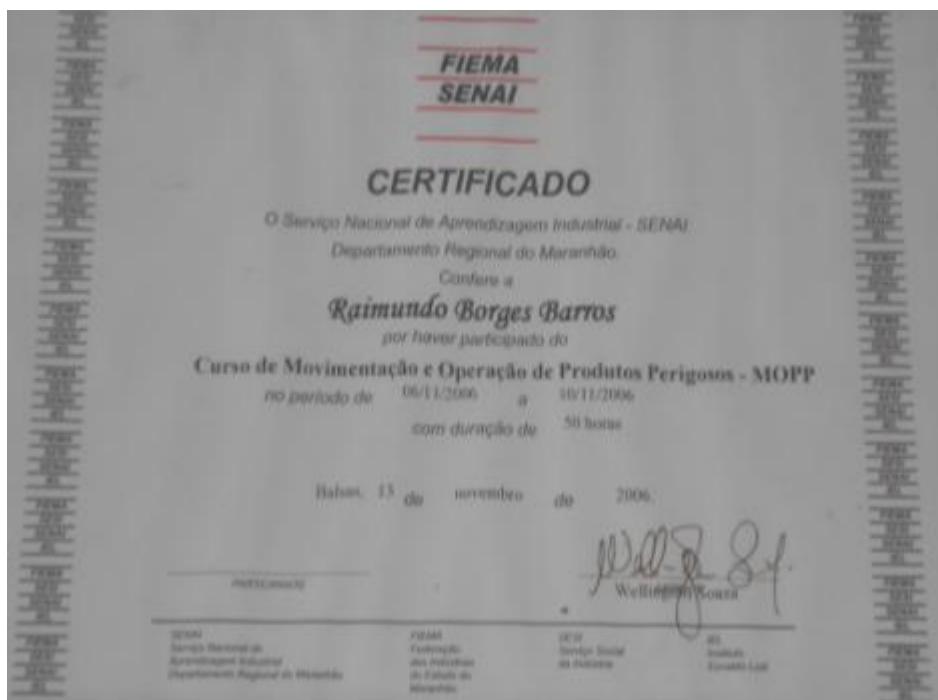 FIEMA
SENAI
CERTIFICADO
O Serviço Nacional de Aprendizagem Industrial - SENAI
Departamento Regional do Maranhão.
Confere a
Raimundo Borges Barros
por haver participado do
Curso de Movimentação e Operação de Produtos Perigosos - MOPP
no período de 06/11/2006 a 10/11/2006
com duração de 50 horas
Balsas, 13 de novembro de 2006.
PARTICIPANTE
Wellington Souza
SENAI FIEMA SESI IEL
Serviço Nacional de Federação Serviço Social Instituto
Aprendizagem Industrial das Indústrias da Indústria Euvaldo Lodi
Departamento Regional do Maranhão do Estado do
Maranhão